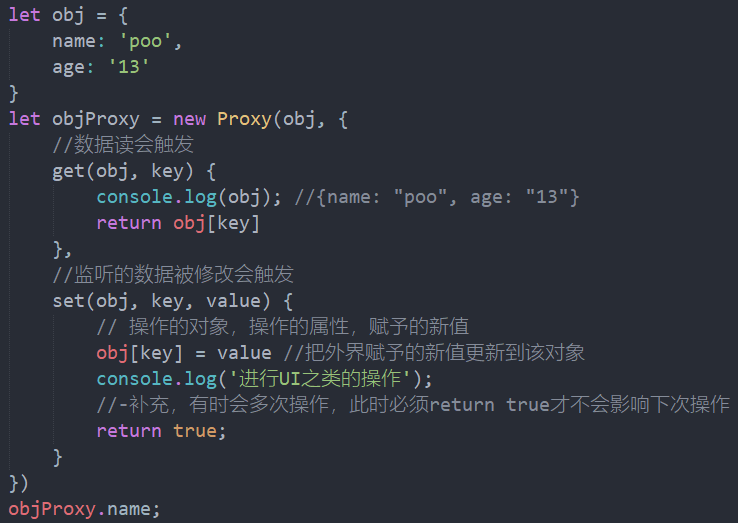 let obj = {
    name: 'poo',
    age: '13'
}
let objProxy = new Proxy(obj, {
    //数据读会触发
    get(obj, key) {
        console.log(obj); //{name: "poo", age: "13"}
        return obj[key]
    },
    //监听的数据被修改会触发
    set(obj, key, value) {
        // 操作的对象，操作的属性，赋予的新值
        obj[key] = value //把外界赋予的新值更新到该对象
        console.log('进行UI之类的操作');
        //-补充，有时会多次操作，此时必须return true才不会影响下次操作
        return true;
    }
})
objProxy.name;